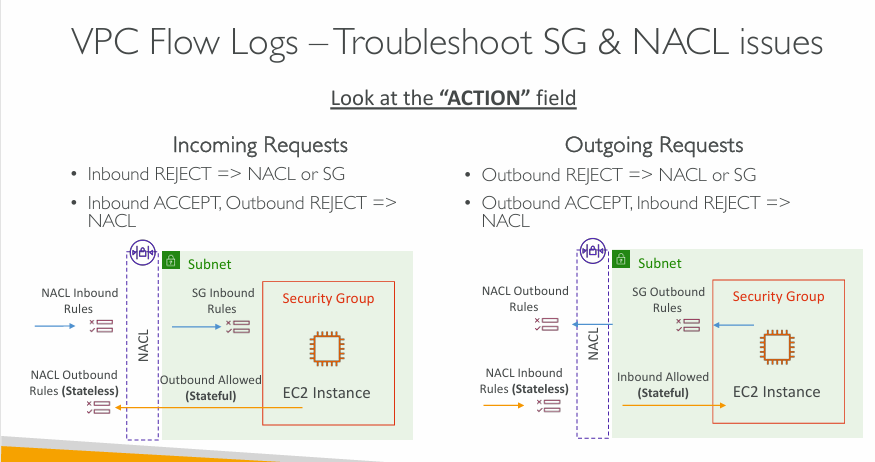 VPC Flow Logs – Troubleshoot SG & NACL issues
Look at the “ACTION” field
Incoming Requests
• Inbound REJECT => NACL or SG
• Inbound ACCEPT, Outbound REJECT =>
NACL
Subnet
NACL Inbound
Rules
SG Inbound
Rules
Security Group
NACL
NACL Outbound
Rules (Stateless)
Outbound Allowed
(Stateful)
EC2 Instance
Outgoing Requests
• Outbound REJECT => NACL or SG
• Outbound ACCEPT, Inbound REJECT =>
NACL
Subnet
NACL Outbound
Rules
SG Outbound
Rules
Security Group
NACL
NACL Inbound
Rules (Stateless)
Inbound Allowed
(Stateful)
EC2 Instance